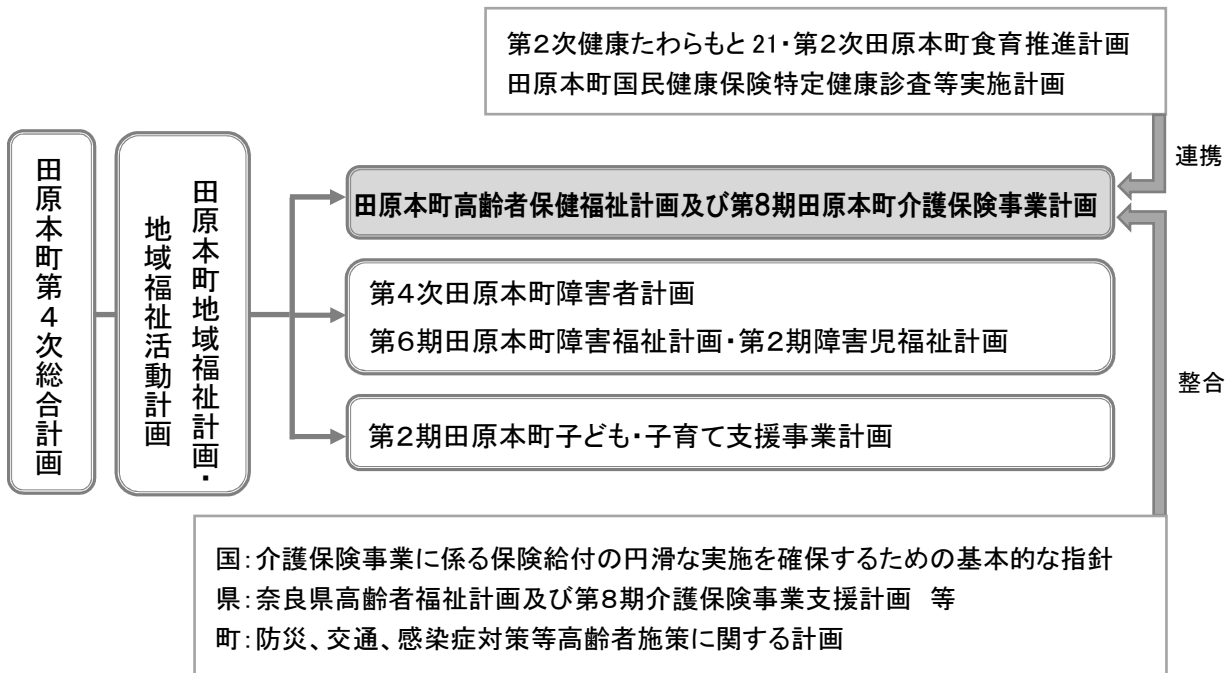 第2次健康たわらもと21・第2次田原本町食育推進計画
田原本町国民健康保険特定健康診査等実施計画
連携
田原本町第4次総合計画
田原本町地域福祉計画・
地域福祉活動計画
田原本町高齢者保健福祉計画及び第8期田原本町介護保険事業計画
第4次田原本町障害者計画
第6期田原本町障害福祉計画・第2期障害児福祉計画
整合
第2期田原本町子ども・子育て支援事業計画
国：介護保険事業に係る保険給付の円滑な実施を確保するための基本的な指針
県：奈良県高齢者福祉計画及び第8期介護保険事業支援計画　等
町：防災、交通、感染症対策等高齢者施策に関する計画